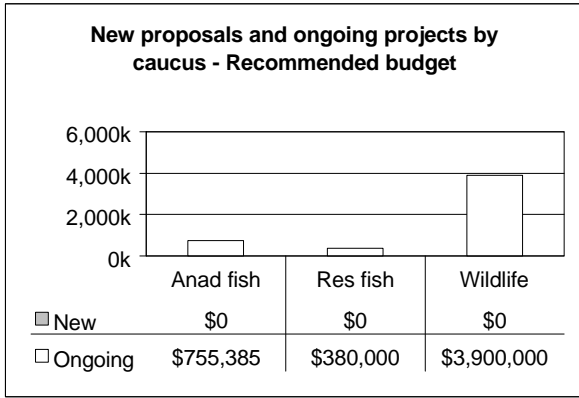 New proposals and ongoing projects by
caucus - Recommended budget
6,000k
4,000k
2,000k
0k
Anad fish Res fish Wildlife
New $0 $0 $0
Ongoing $755,385 $380,000 $3,900,000